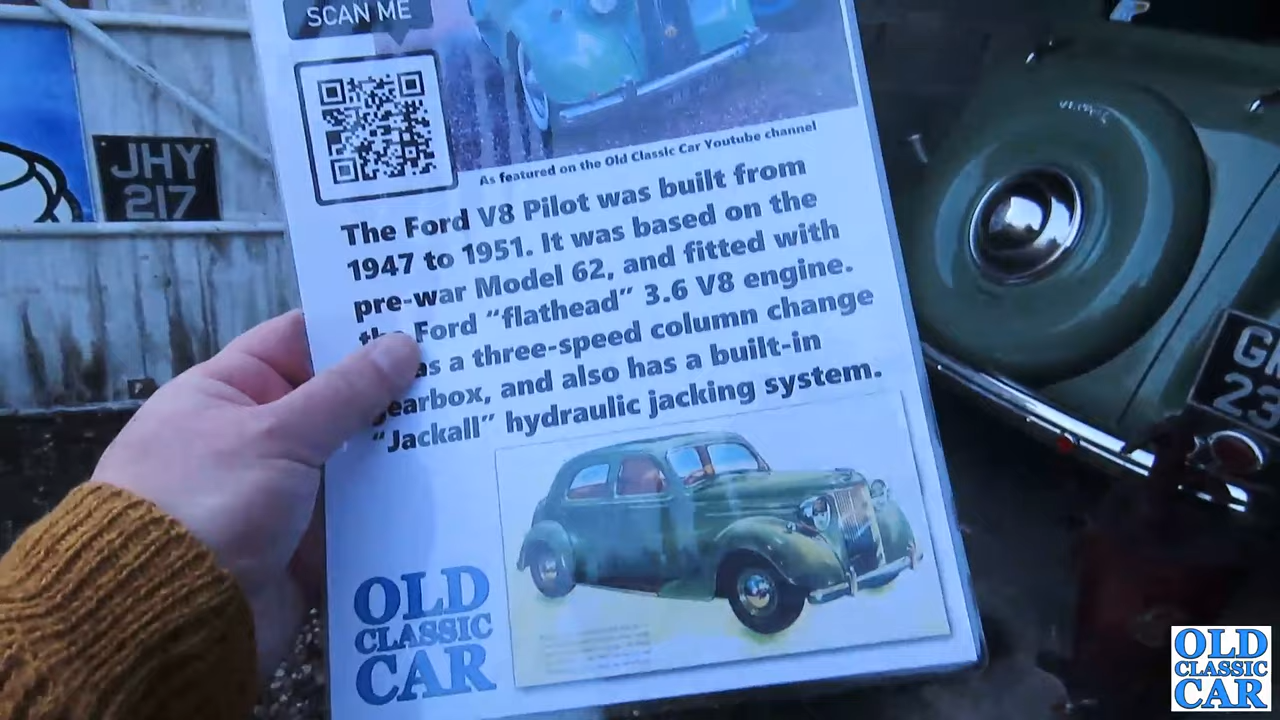 SCAN ME
JHY
217
As featured on the Old Classic Car Youtube channel
The Ford V8 Pilot was built from
1947 to 1951. It was based on the
pre-war Model 62, and fitted with
Ford "flathead" 3.6 V8 engine.
a three-speed column change
gearbox, and also has a built-in
"Jackall" hydraulic jacking system.
OLD
CLASSIC
CAR
OLD
CLASSIC
CAR